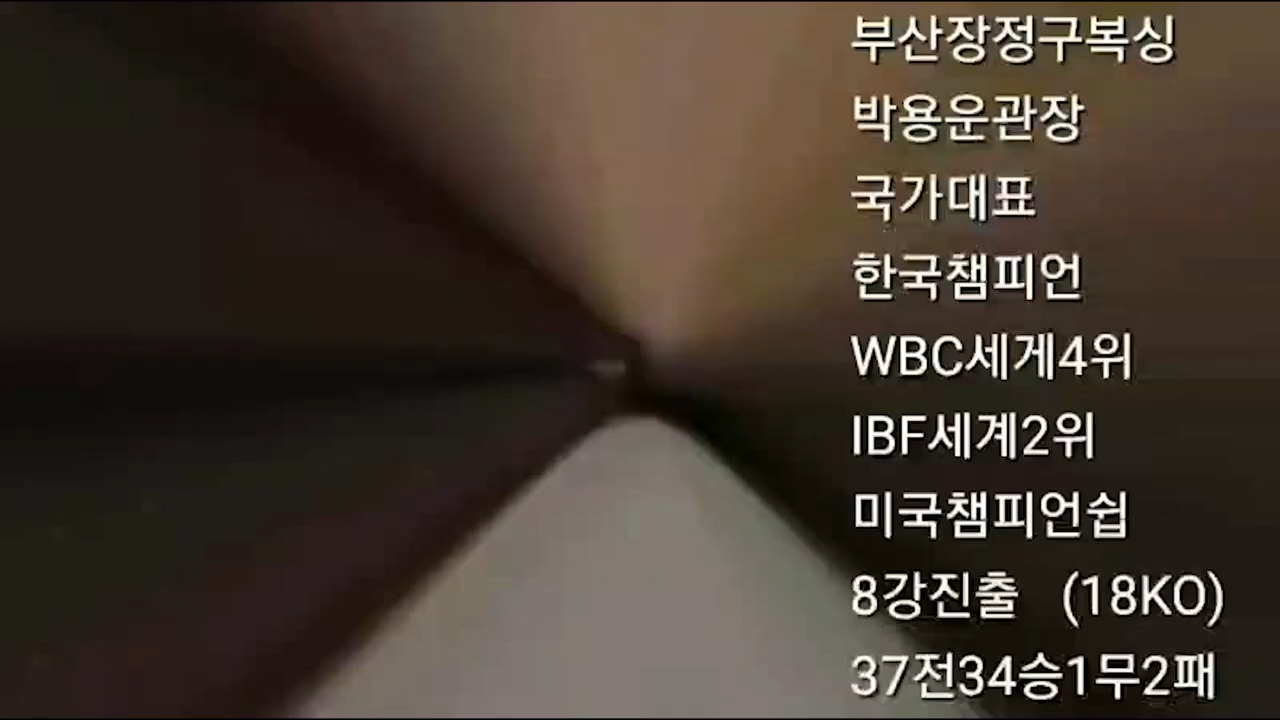 부산장정구복싱
박용운관장
국가대표
한국챔피언
WBC세게4위
IBF세계2위
미국챔피언쉽
8강진출 (18KO)
37전34승1무2패